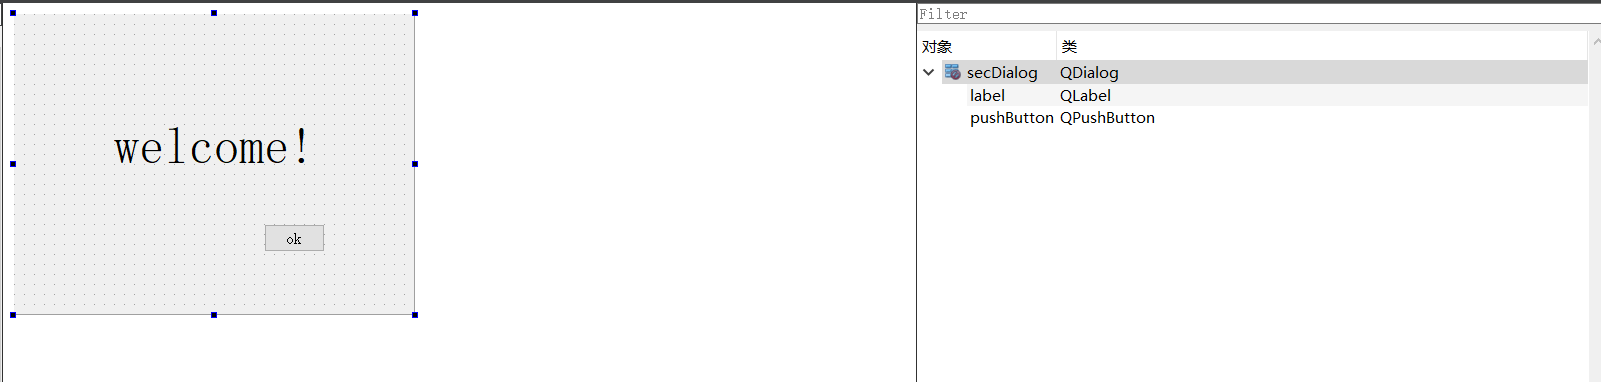 welcome!
ok
Filter
对象 类
secDialog QDialog
label QLabel
pushButton QPushButton